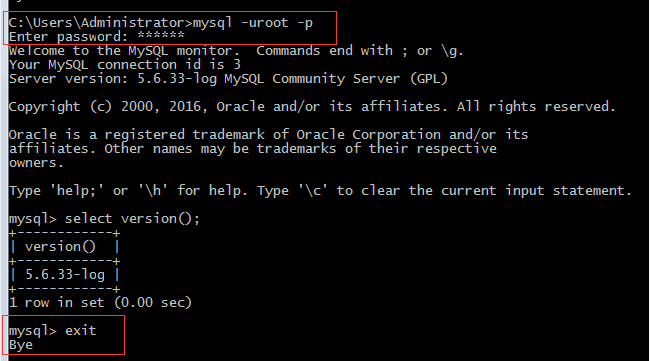 C:\Users\Administrator>mysql -uroot -p
Enter password: ******
Welcome to the MySQL monitor.  Commands end with ; or \g.
Your MySQL connection id is 3
Server version: 5.6.33-log MySQL Community Server (GPL)
Copyright (c) 2000, 2016, Oracle and/or its affiliates. All rights reserved.
Oracle is a registered trademark of Oracle Corporation and/or its
affiliates. Other names may be trademarks of their respective
owners.
Type 'help;' or '\h' for help. Type '\c' to clear the current input statement.
mysql> select version();
+------------+
| version()  |
+------------+
| 5.6.33-log |
+------------+
1 row in set (0.00 sec)
mysql> exit
Bye